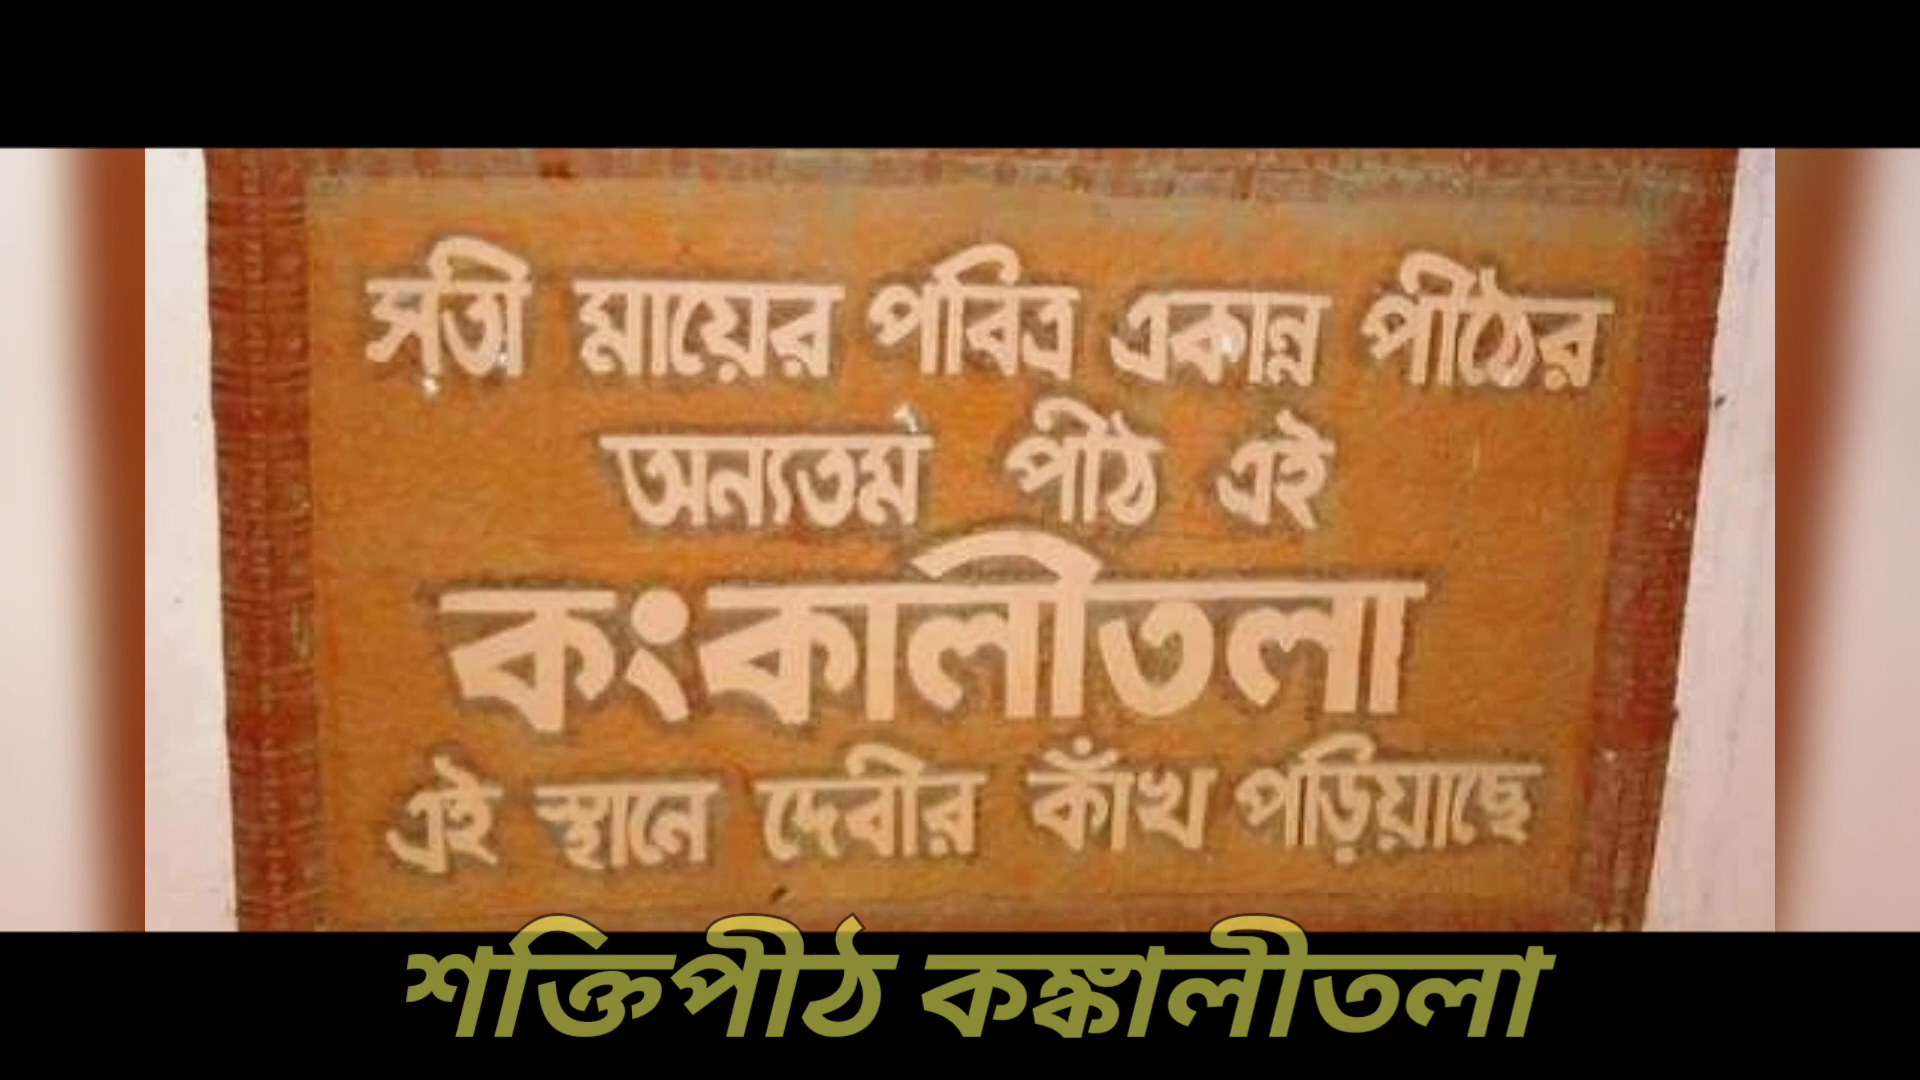 সতী মায়ের পবিত্র একান্ন পীঠের
অন্যতম পীঠ এই
কংকালীতলা
এই স্থানে দেবীর কাঁখ পড়িয়াছে
শক্তিপীঠ কঙ্কালীতলা